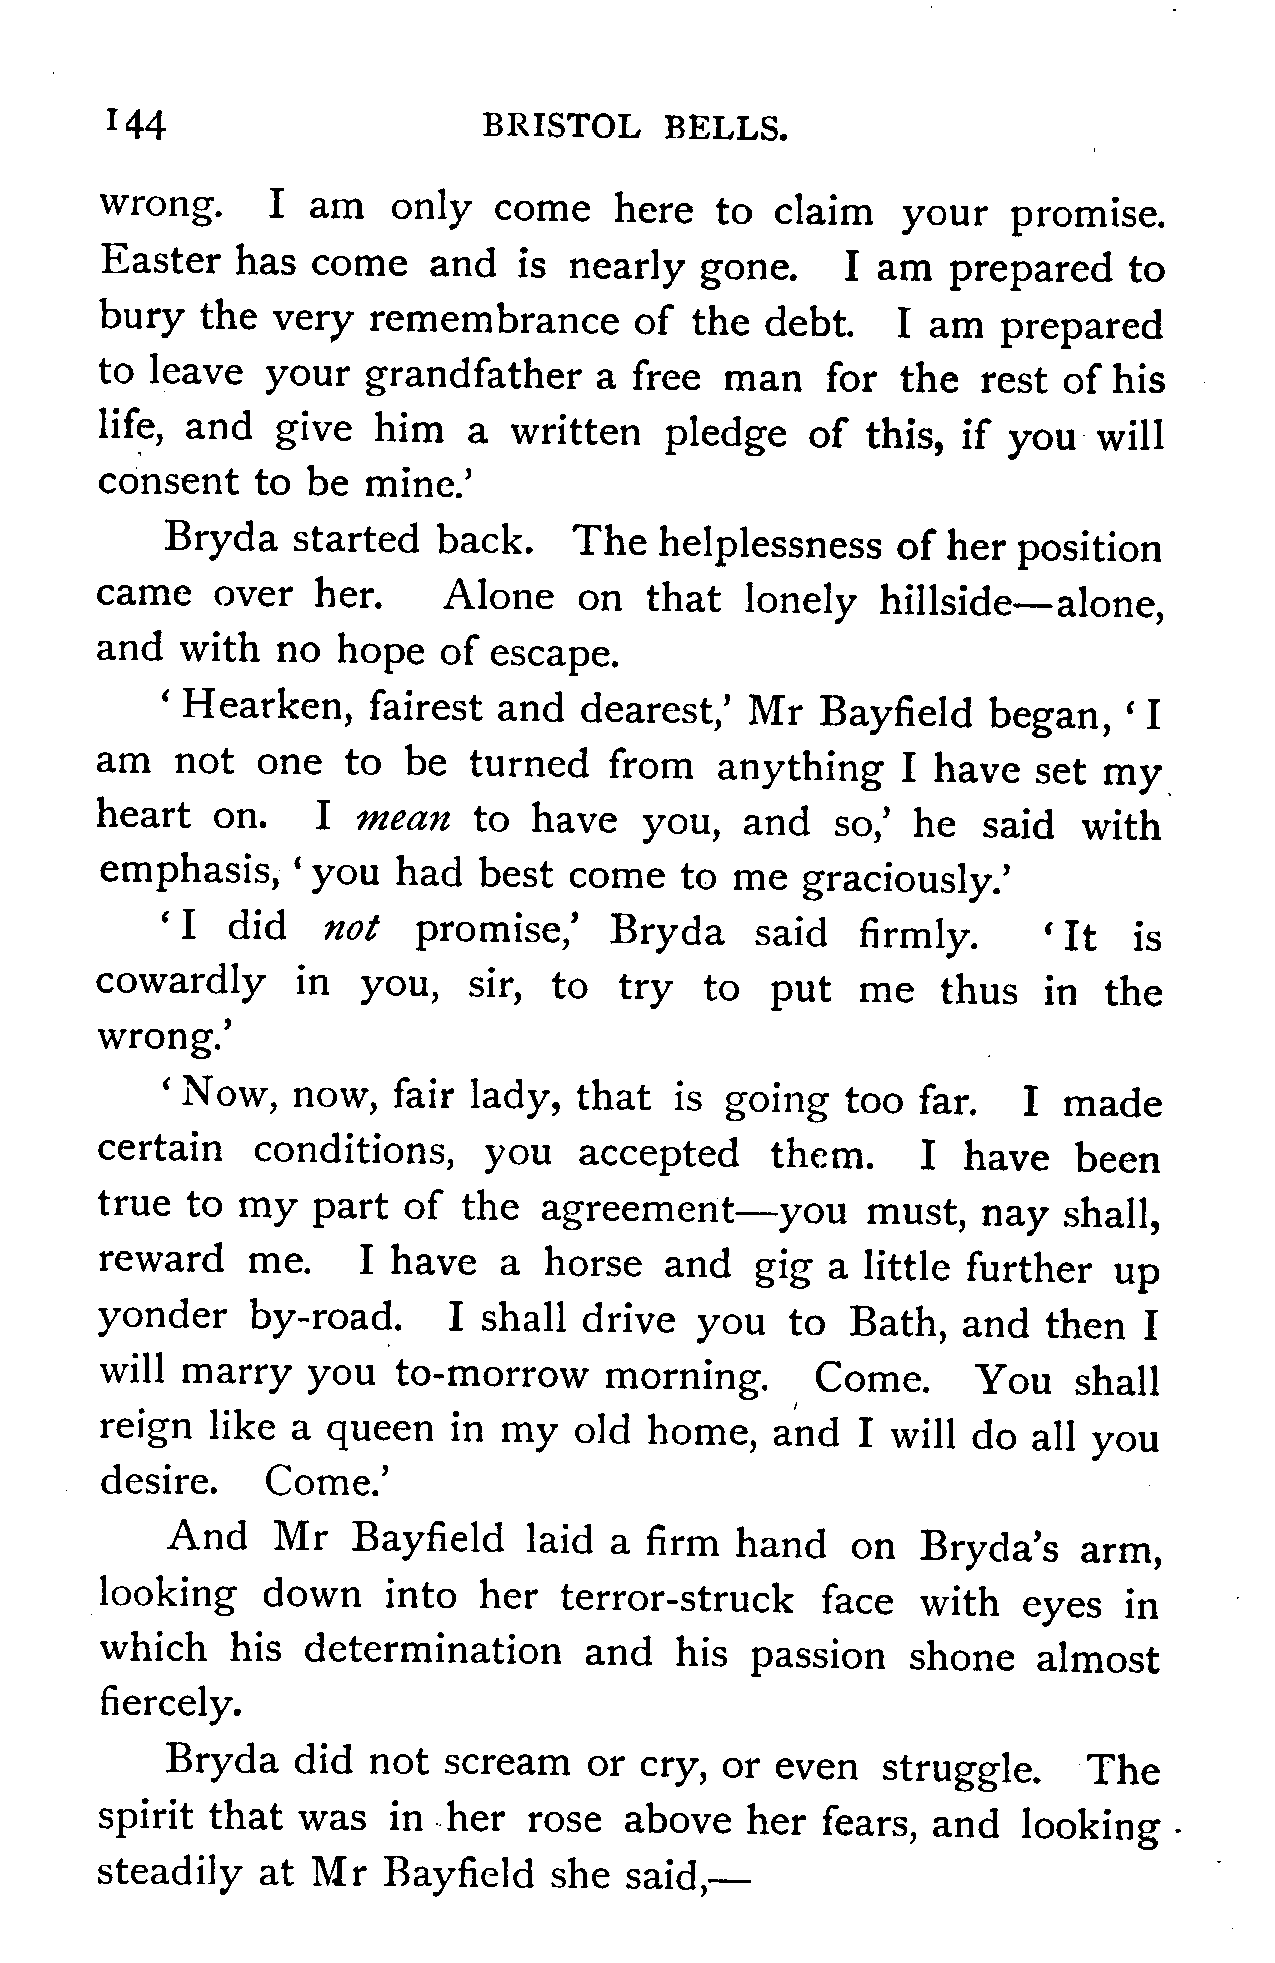 144 BRISTOL BELLS.
wrong. I am only come here to claim your promise.
Easter has come and is nearly gone. I am prepared to
bury the very remembrance of the debt. I am prepared
to leave your grandfather a free man for the rest of his
life, and give him a written pledge of this, if you will
consent to be mine.’
Bryda started back. The helplessness of her position
came over her. Alone on that lonely hillside—alone,
and with no hope of escape.
‘Hearken, fairest and dearest,’ Mr Bayfield began, ‘I
am not one to be turned from anything I have set my
heart on. I mean to have you, and so,’ he said with
emphasis, ‘you had best come to me graciously.’
‘I did not promise,’ Bryda said firmly. ‘It is
cowardly in you, sir, to try to put me thus in the
wrong.’
‘Now, now, fair lady, that is going too far. I made
certain conditions, you accepted them. I have been
true to my part of the agreement—you must, nay shall,
reward me. I have a horse and gig a little further up
yonder by-road. I shall drive you to Bath, and then I
will marry you to-morrow morning. Come. You shall
reign like a queen in my old home, and I will do all you
desire. Come.’
And Mr Bayfield laid a firm hand on Bryda’s arm,
looking down into her terror-struck face with eyes in
which his determination and his passion shone almost
fiercely.
Bryda did not scream or cry, or even struggle. The
spirit that was in her rose above her fears, and looking
steadily at Mr Bayfield she said,—